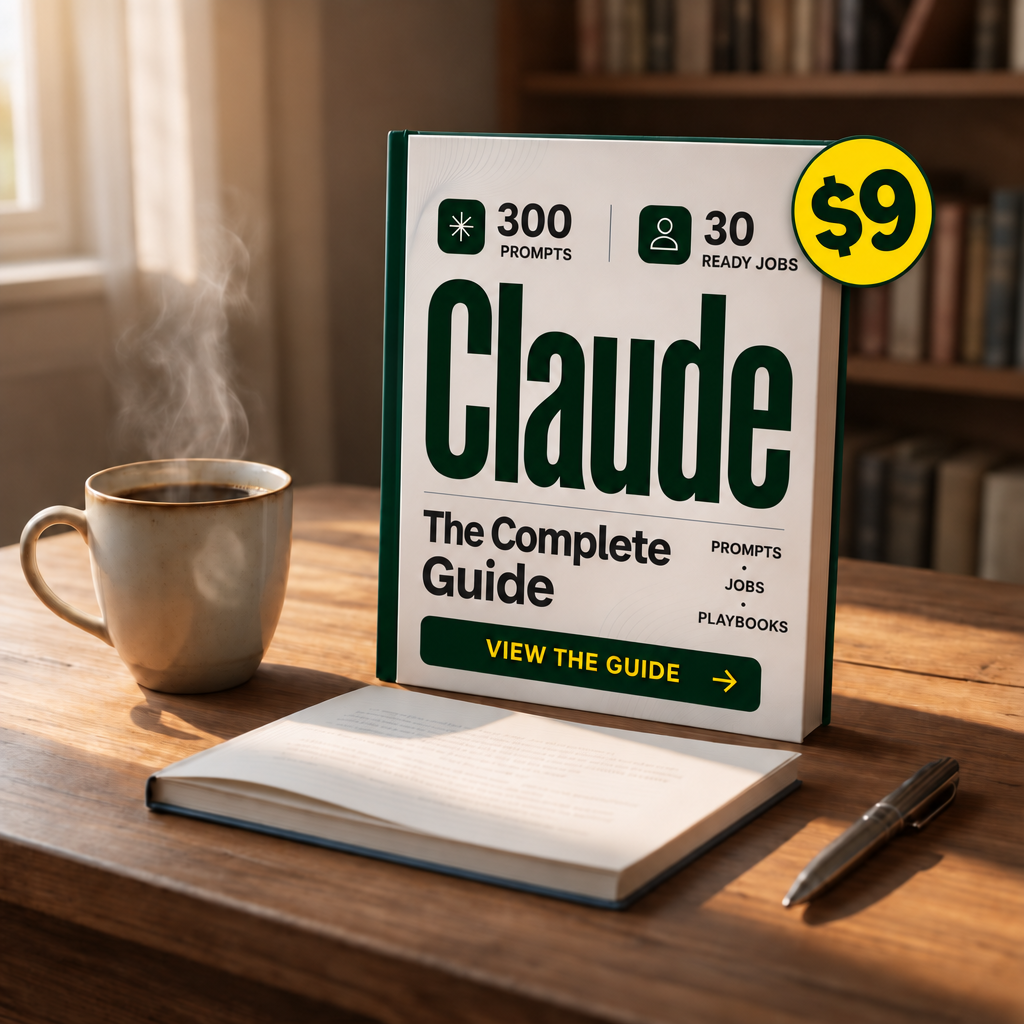 300
PROMPTS
30
READY JOBS
$9
Claude
The Complete
Guide
PROMPTS
•
JOBS
•
PLAYBOOKS
VIEW THE GUIDE →